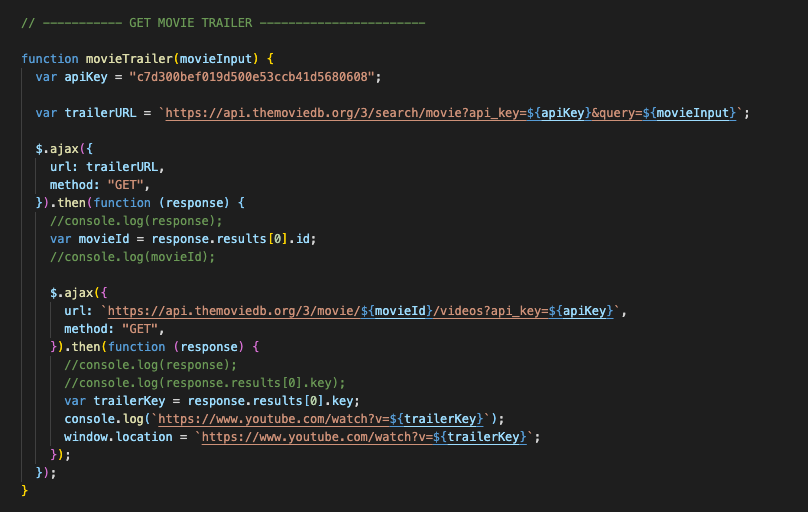 // ----------- GET MOVIE TRAILER -----------------------
function movieTrailer(movieInput) {
var apiKey = "c7d300bef019d500e53ccb41d5680608";
var trailerURL = `https://api.themoviedb.org/3/search/movie?api_key=${apiKey}&query=${movieInput}`;
$.ajax({
url: trailerURL,
method: "GET",
}).then(function (response) {
//console.log(response);
var movieId = response.results[0].id;
//console.log(movieId);
$.ajax({
url: `https://api.themoviedb.org/3/movie/${movieId}/videos?api_key=${apiKey}`,
method: "GET",
}).then(function (response) {
//console.log(response);
//console.log(response.results[0].key);
var trailerKey = response.results[0].key;
console.log(`https://www.youtube.com/watch?v=${trailerKey}`);
window.location = `https://www.youtube.com/watch?v=${trailerKey}`;
});
});
}